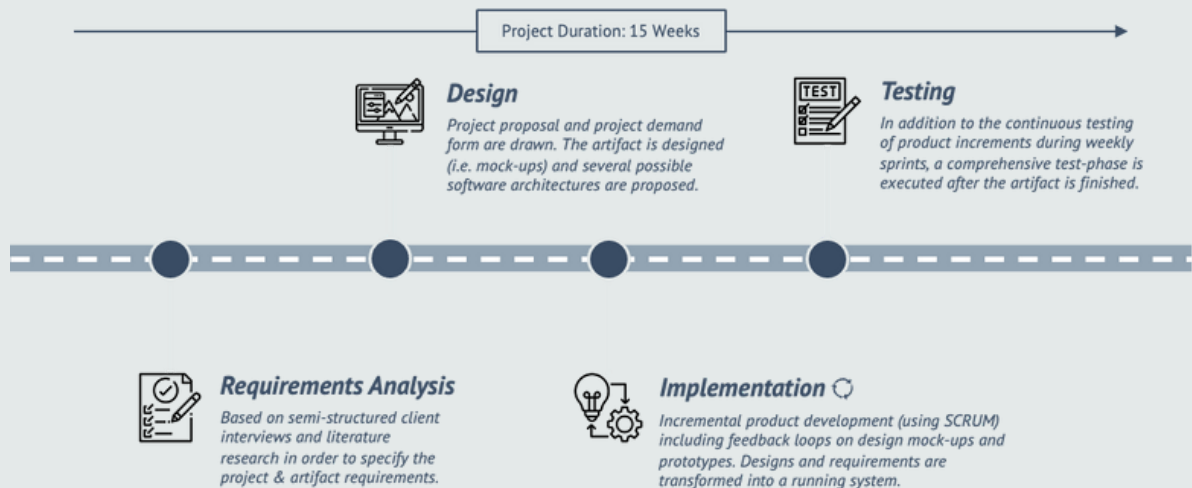 Project Duration: 15 Weeks
Design
Project proposal and project demand
form are drawn. The artifact is designed
(i.e. mock-ups) and several possible
software architectures are proposed.
TEST
Testing
In addition to the continuous testing
of product increments during weekly
sprints, a comprehensive test-phase is
executed after the artifact is finished.
Requirements Analysis
Based on semi-structured client
interviews and literature
research in order to specify the
project & artifact requirements.
Implementation
Incremental product development (using SCRUM)
including feedback loops on design mock-ups and
prototypes. Designs and requirements are
transformed into a running system.